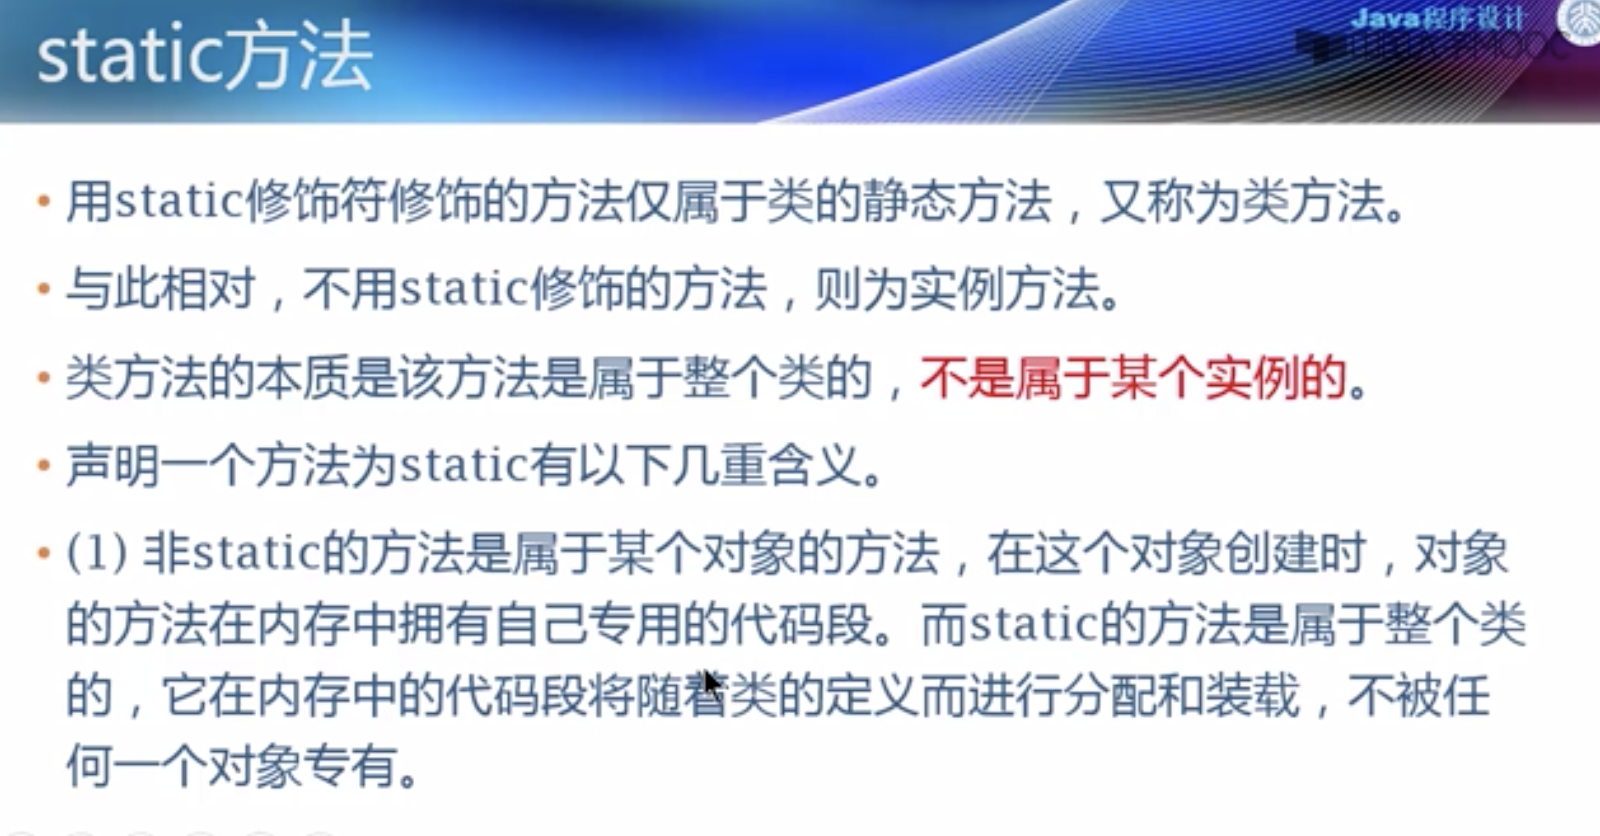 Java程序设计
static方法
• 用static修饰符修饰的方法仅属于类的静态方法，又称为类方法。
• 与此相对，不用static修饰的方法，则为实例方法。
• 类方法的本质是该方法是属于整个类的，不是属于某个实例的。
• 声明一个方法为static有以下几重含义。
• (1) 非static的方法是属于某个对象的方法，在这个对象创建时，对象
的方法在内存中拥有自己专用的代码段。而static的方法是属于整个类
的，它在内存中的代码段将随着类的定义而进行分配和装载，不被任
何一个对象专有。